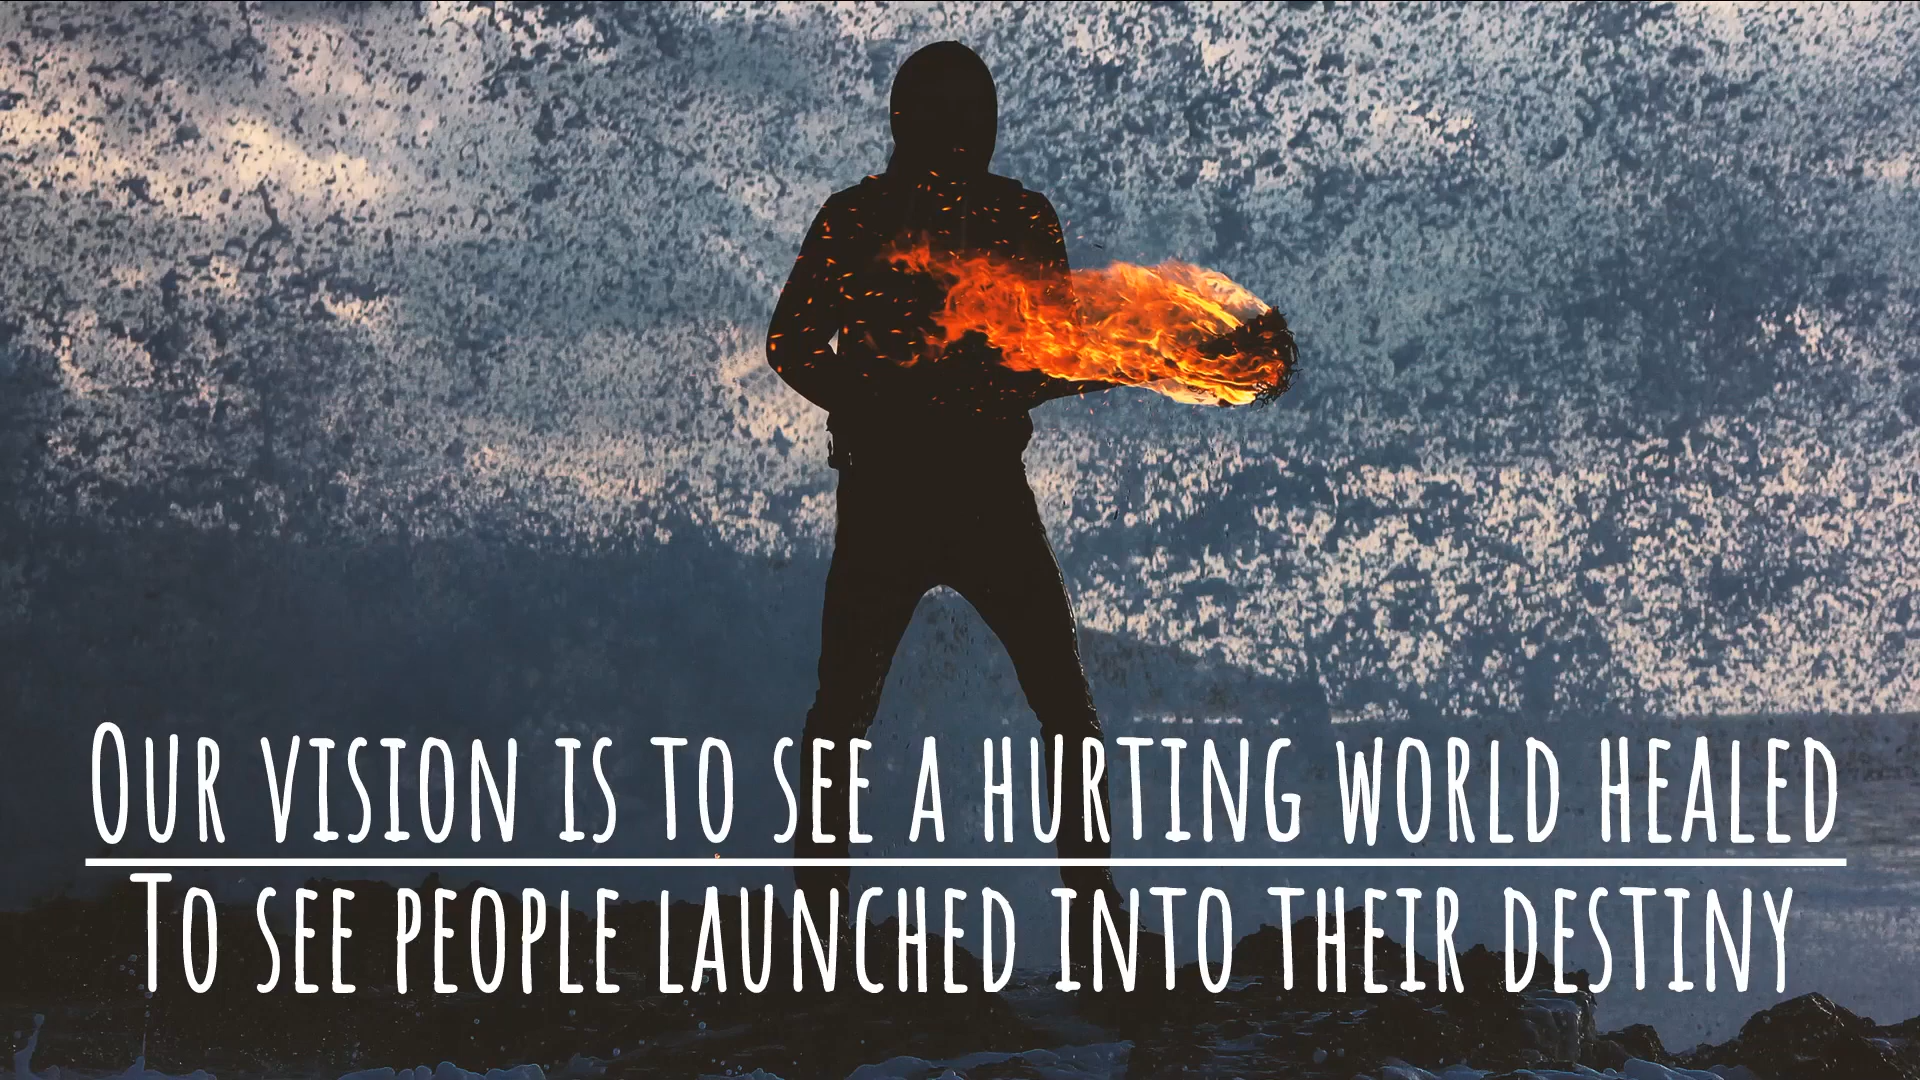 Our vision is to see a hurting world healed
To see people launched into their destiny